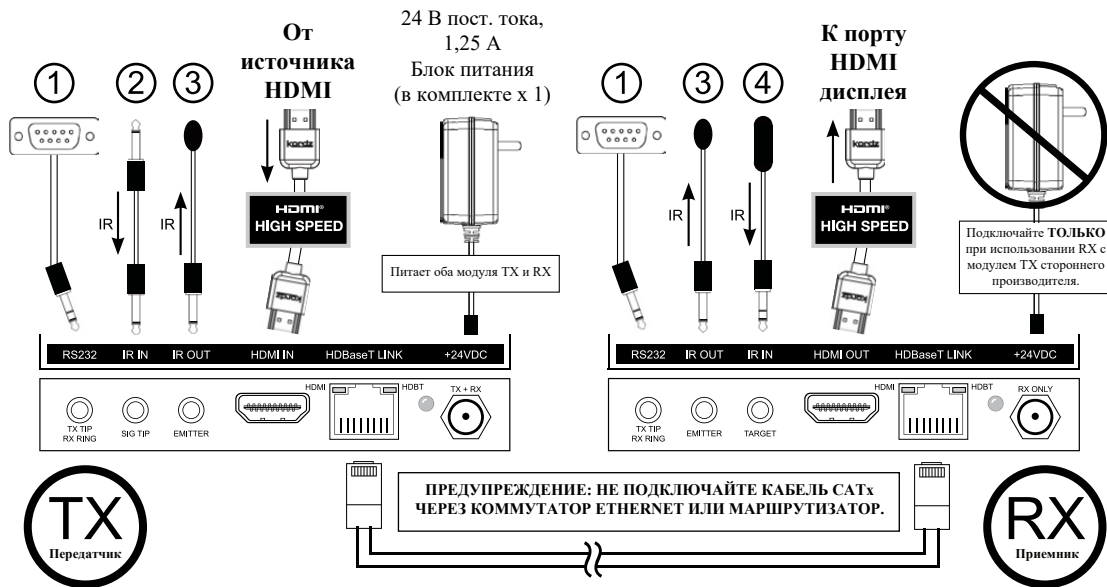 От
источника
HDMI
24 В пост. тока,
1,25 А
Блок питания
(в комплекте x 1)
К порту
HDMI
дисплея
1
2
3
1
3
4
kordz
kordz
IR
IR
HDMI®
HIGH SPEED
IR
IR
HDMI®
HIGH SPEED
kordz
kordz
Питает оба модуля TX и RX
Подключайте ТОЛЬКО
при использовании RX с
модулем TX стороннего
производителя.
RS232 IR IN IR OUT HDMI IN HDBaseT LINK +24VDC
RS232 IR OUT IR IN HDMI OUT HDBaseT LINK +24VDC
HDMI HDBT TX + RX
TX TIP
RX RING
SIG TIP
EMITTER
HDMI HDBT RX ONLY
TX TIP
RX RING
EMITTER
TARGET
TX
Передатчик
ПРЕДУПРЕЖДЕНИЕ: НЕ ПОДКЛЮЧАЙТЕ КАБЕЛЬ CATx
ЧЕРЕЗ КОММУТАТОР ETHERNET ИЛИ МАРШРУТИЗАТОР.
RX
Приемник